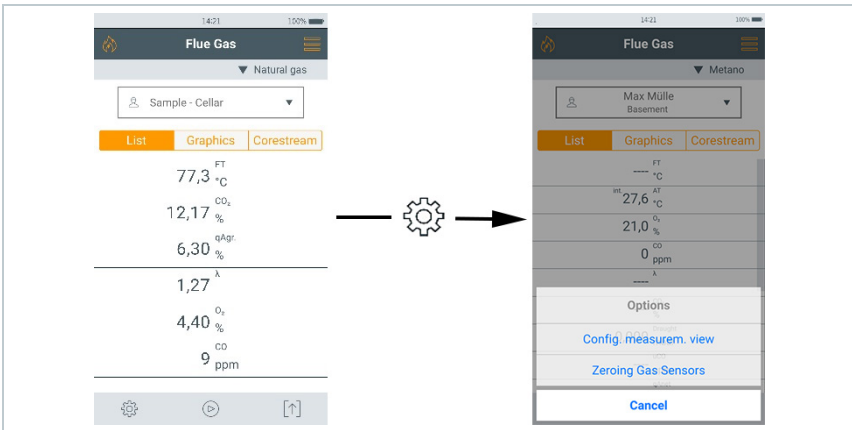 14:21 100%
Flue Gas
▼ Natural gas
Sample - Cellar ▼
List Graphics Corestream
77,3 FT °C
12,17 CO₂ %
6,30 qAgr. %
1,27 λ
4,40 O₂ %
9 CO ppm
14:21 100%
Flue Gas
▼ Metano
Max Mülle ▼
Basement
List Graphics Corestream
---- FT °C
Int. 27,6 AT °C
21,0 O₂ %
0 CO ppm
---- λ
Options
Config. measurem. view
Zeroing Gas Sensors
Cancel